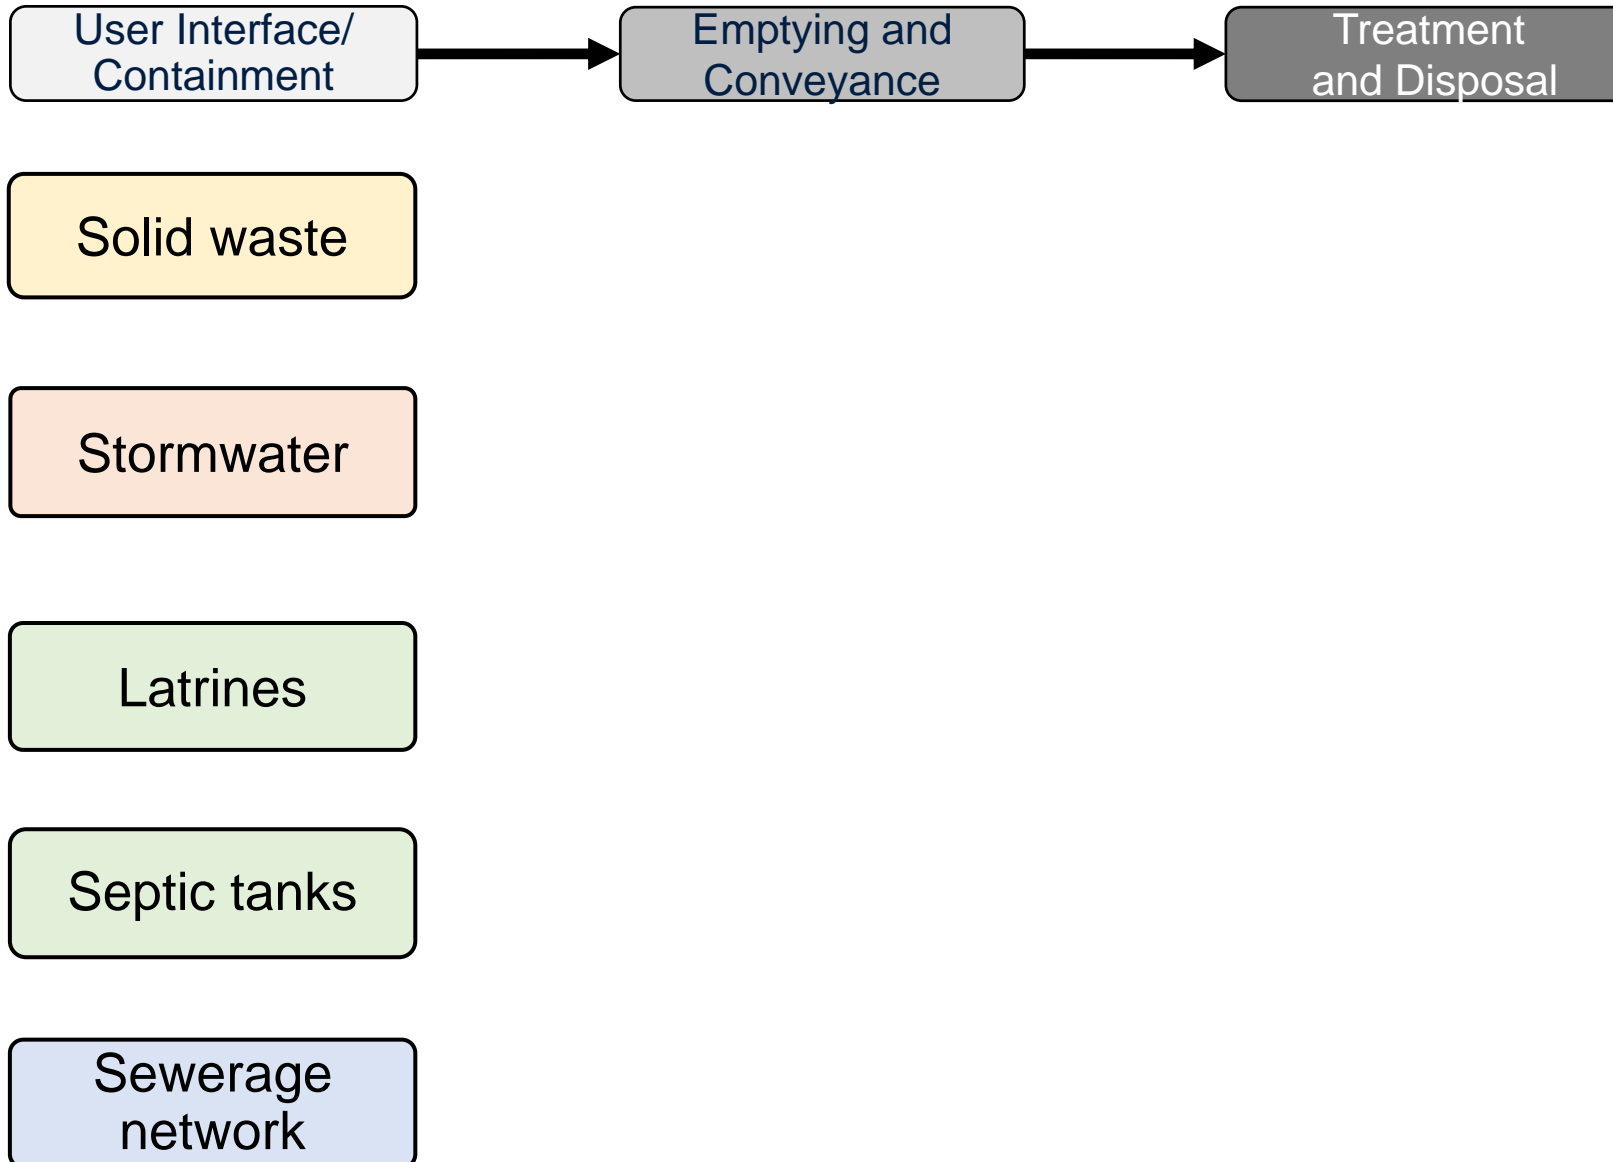 User Interface/
Containment
Emptying and
Conveyance
Treatment
and Disposal
Solid waste
Stormwater
Latrines
Septic tanks
Sewerage
network